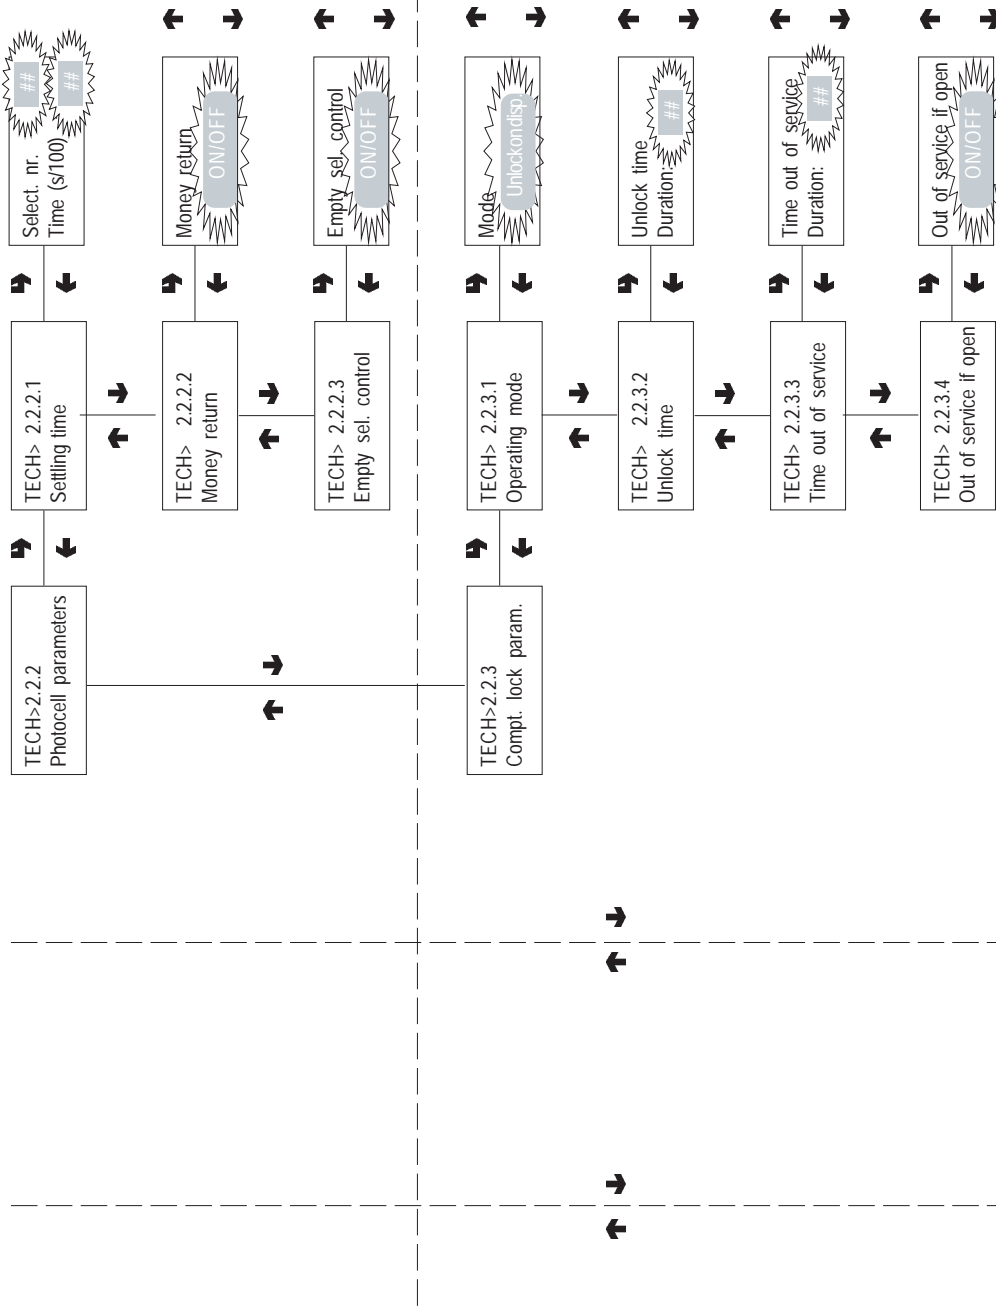 TECH>2.2.2
Photocell parameters
TECH> 2.2.2.1
Settling time
Select. nr. ##
Time (s/100) ##
TECH> 2.2.2.2
Money return
Money return
ON/OFF
TECH> 2.2.2.3
Empty sel. control
Empty sel. control
ON/OFF
TECH>2.2.3
Compt. lock param.
TECH> 2.2.3.1
Operating mode
Mode
Unlockondisp
TECH> 2.2.3.2
Unlock time
Unlock time
Duration: ##
TECH> 2.2.3.3
Time out of service
Time out of service
Duration: ##
TECH> 2.2.3.4
Out of service if open
Out of service if open
ON/OFF